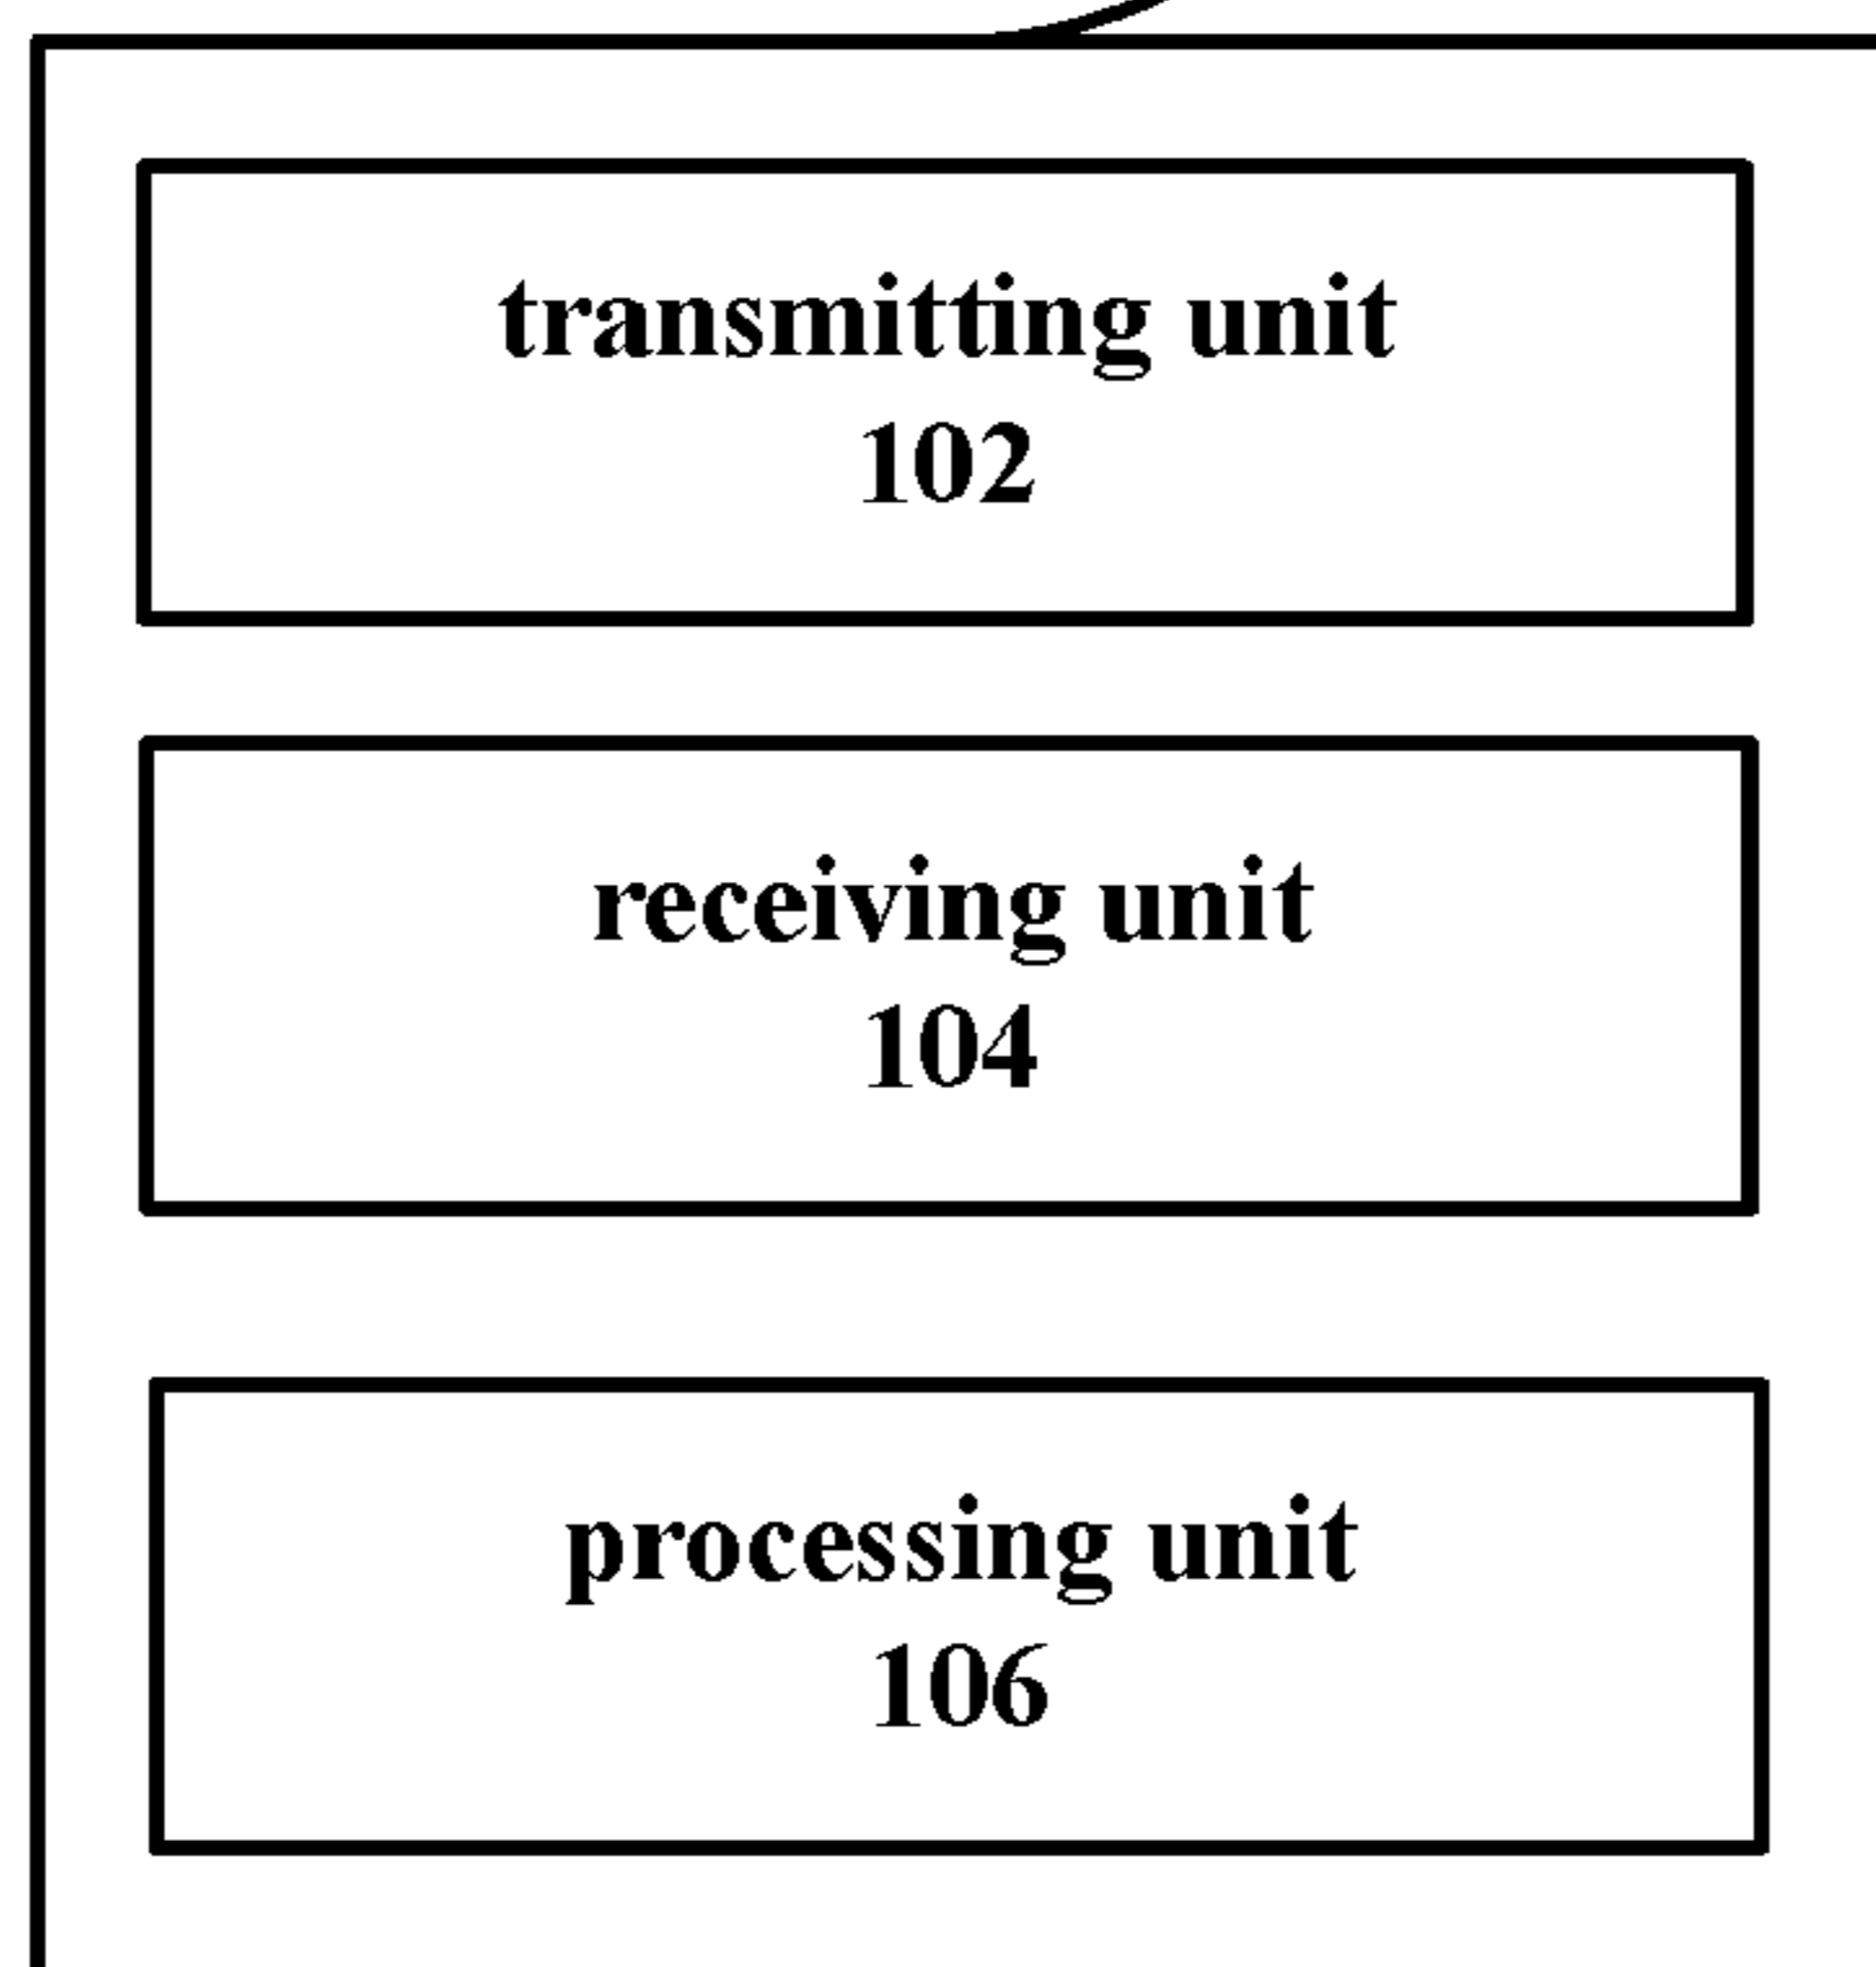 transmitting unit
102
receiving unit
104
processing unit
106